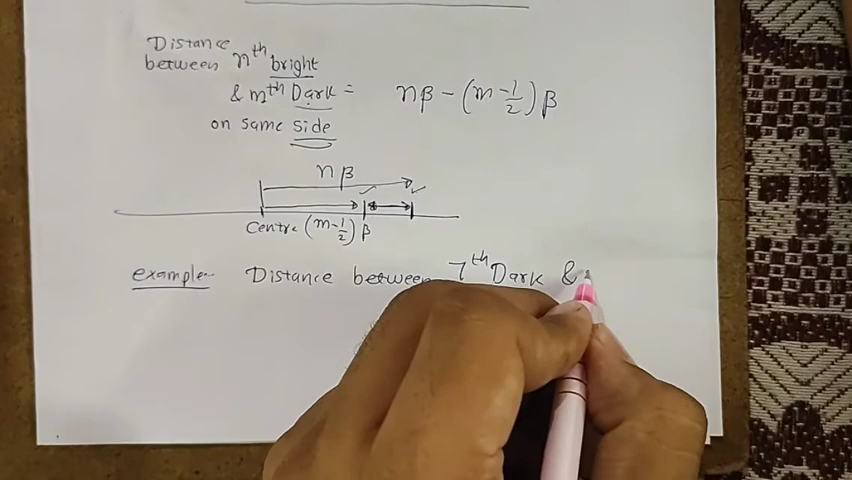 Distance
between nth bright
& mth Dark = nβ - (m - 1/2) β
on same side
nβ
Centre (m - 1/2) β
example- Distance between 7th Dark &